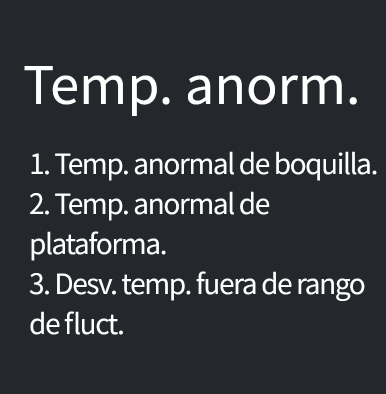 Temp. anorm.
1. Temp. anormal de boquilla.
2. Temp. anormal de
plataforma.
3. Desv. temp. fuera de rango
de fluct.